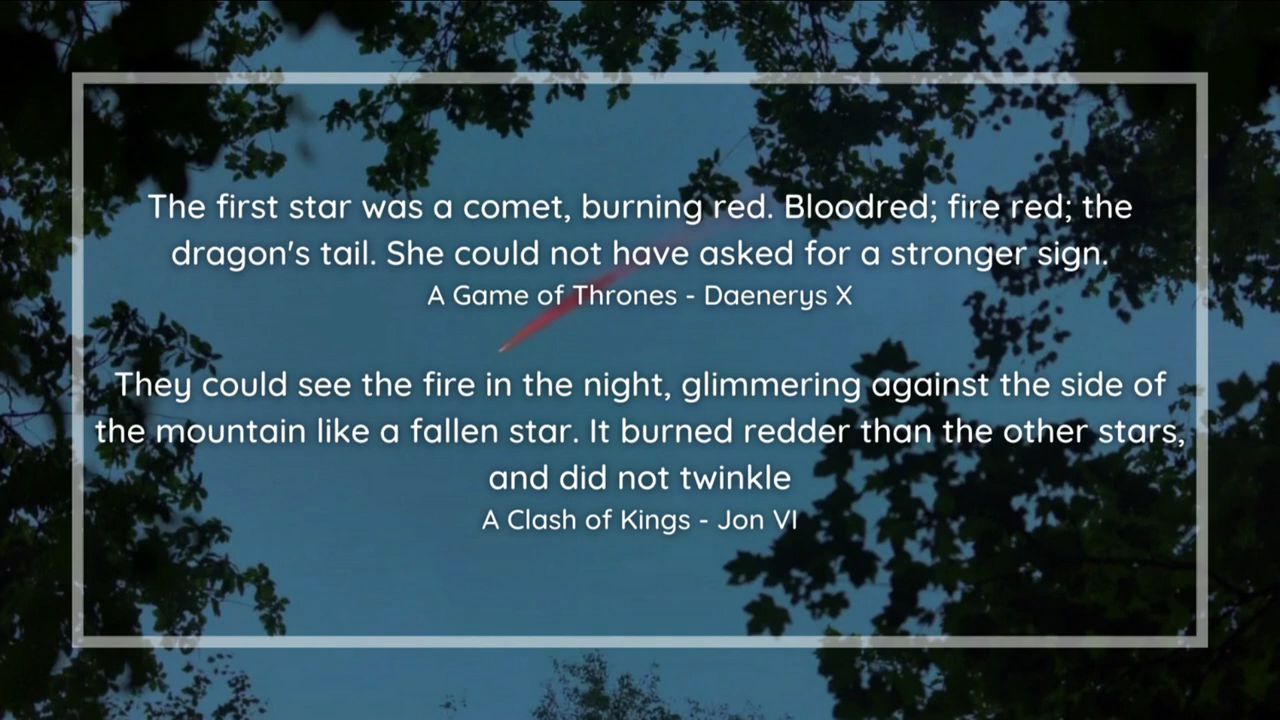 The first star was a comet, burning red. Bloodred; fire red; the
dragon's tail. She could not have asked for a stronger sign.
A Game of Thrones - Daenerys X
They could see the fire in the night, glimmering against the side of
the mountain like a fallen star. It burned redder than the other stars,
and did not twinkle
A Clash of Kings - Jon VI